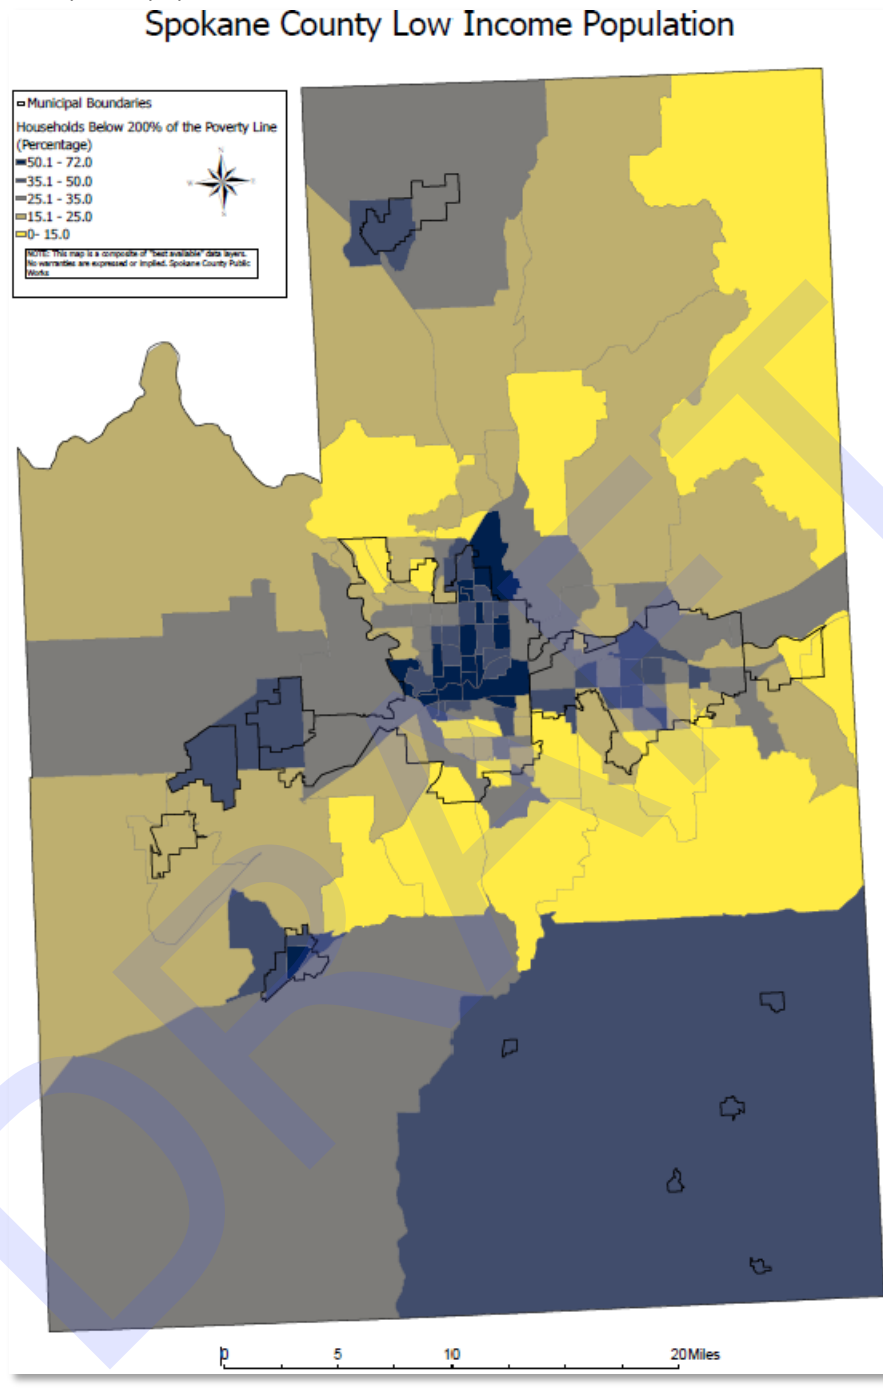 Spokane County Low Income Population
Municipal Boundaries
Households Below 200% of the Poverty Line
(Percentage)
50.1 - 72.0
35.1 - 50.0
25.1 - 35.0
15.1 - 25.0
0- 15.0
N
S
NOTE: This map is a composite of "best available" data layers.
No warranties are expressed or implied. Spokane County Public
Works
DRAFT
0 5 10 20 Miles